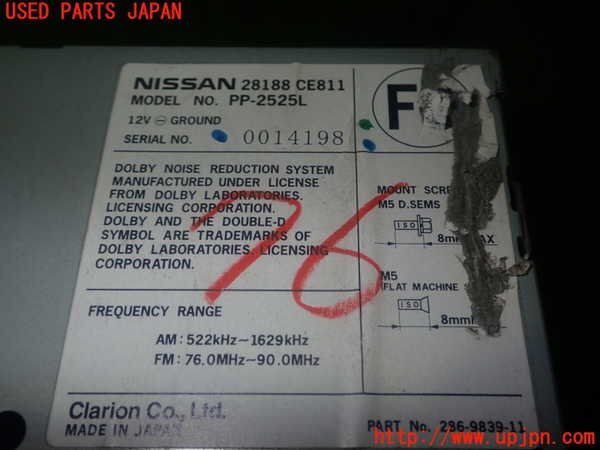 USED PARTS JAPAN
NISSAN 28188 CE811
MODEL NO. PP-2525L
12V ⊖ GROUND
SERIAL NO. 0014198
F
DOLBY NOISE REDUCTION SYSTEM
MANUFACTURED UNDER LICENSE
FROM DOLBY LABORATORIES.
LICENSING CORPORATION.
DOLBY AND THE DOUBLE-D
SYMBOL ARE TRADEMARKS OF
DOLBY LABORATORIES. LICENSING
CORPORATION.
76
MOUNT
M5 D.SEMS
ISO
8mm
M5
(FLAT MACHINE
ISO
8mm
FREQUENCY RANGE
AM: 522kHz-1629kHz
FM: 76.0MHz-90.0MHz
Clarion Co., Ltd.
MADE IN JAPAN
PART No. 286-9839-11
http://www.upjpn.com